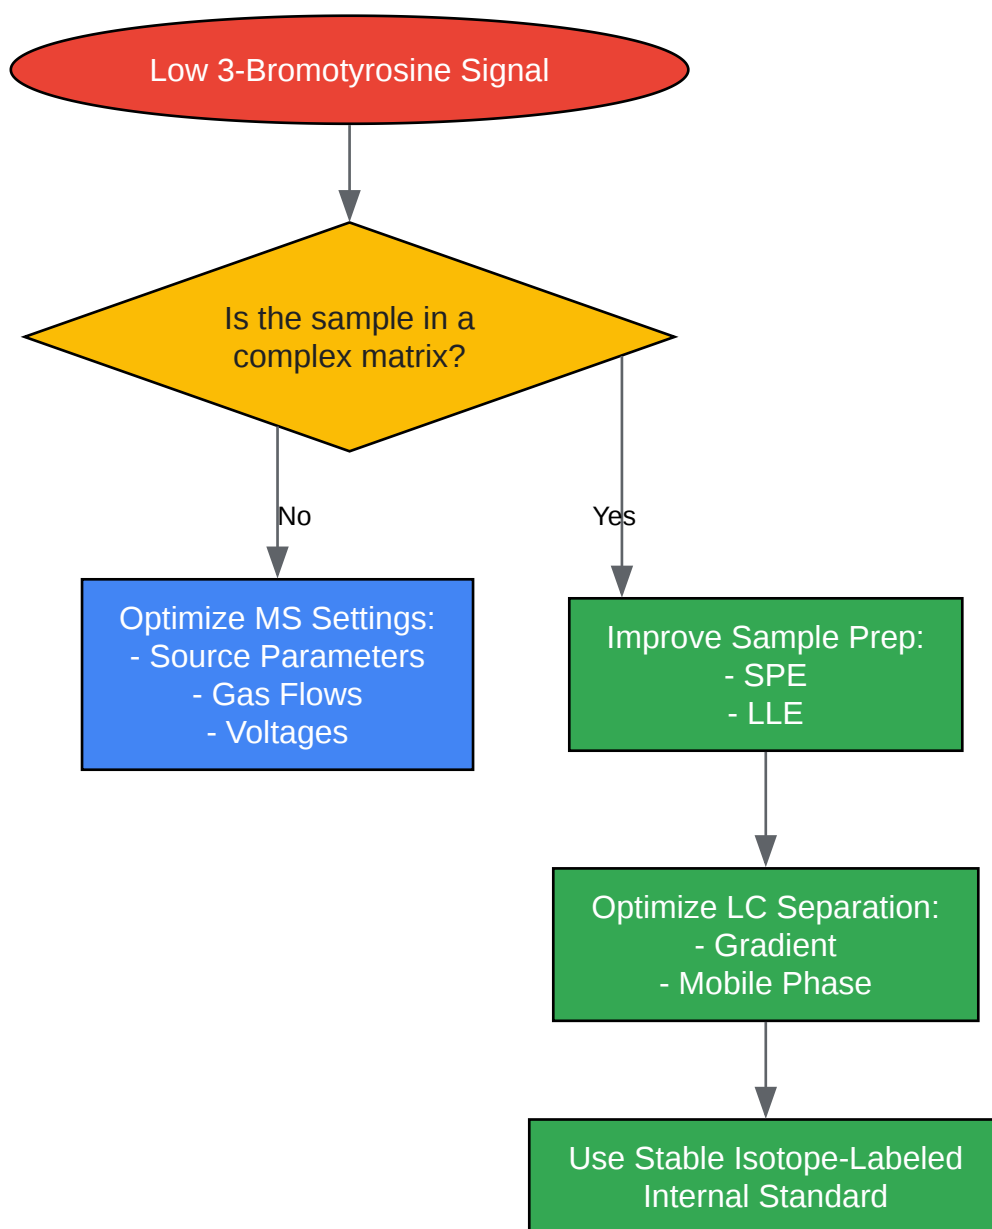 Low 3-Bromotyrosine Signal
Is the sample in a
complex matrix?
No
Yes
Optimize MS Settings:
- Source Parameters
- Gas Flows
- Voltages
Improve Sample Prep:
- SPE
- LLE
Optimize LC Separation:
- Gradient
- Mobile Phase
Use Stable Isotope-Labeled
Internal Standard